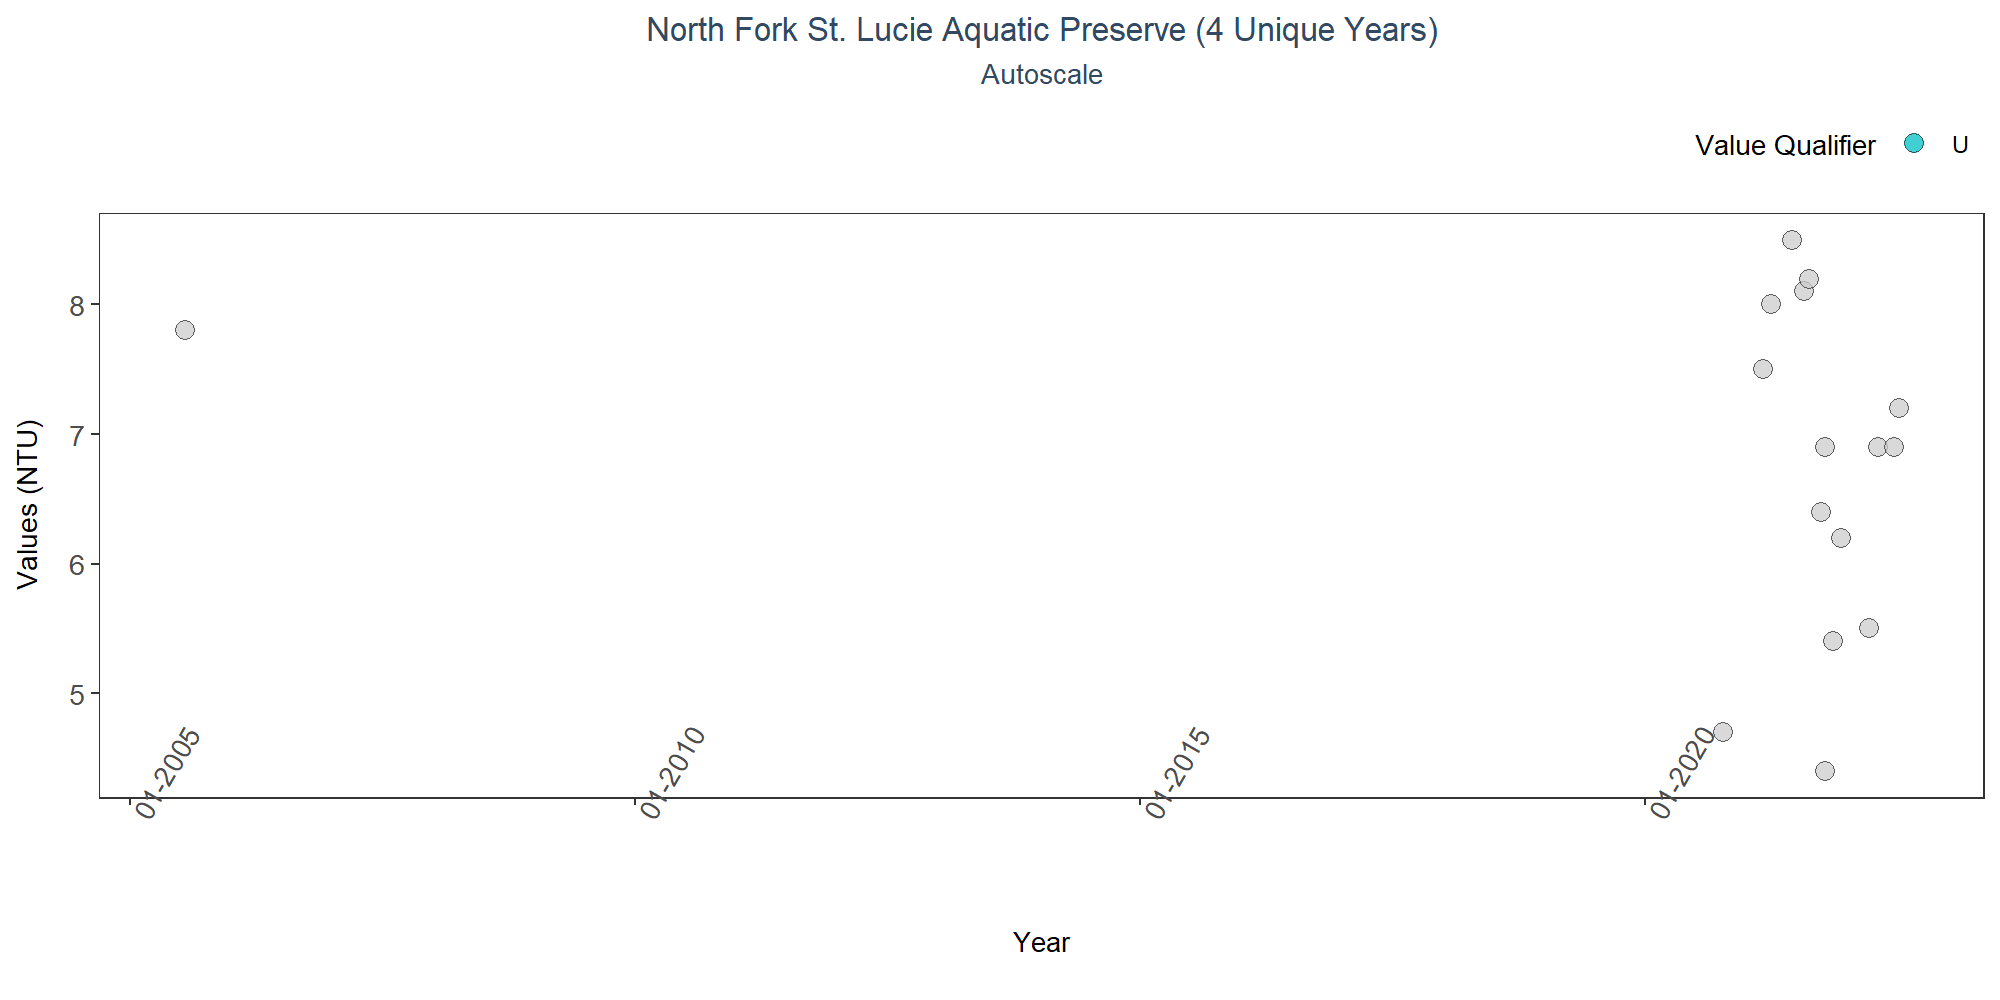 North Fork St. Lucie Aquatic Preserve (4 Unique Years)
Autoscale
Value Qualifier U
Values (NTU)
8
7
6
5
01-2005
01-2010
01-2015
01-2020
Year